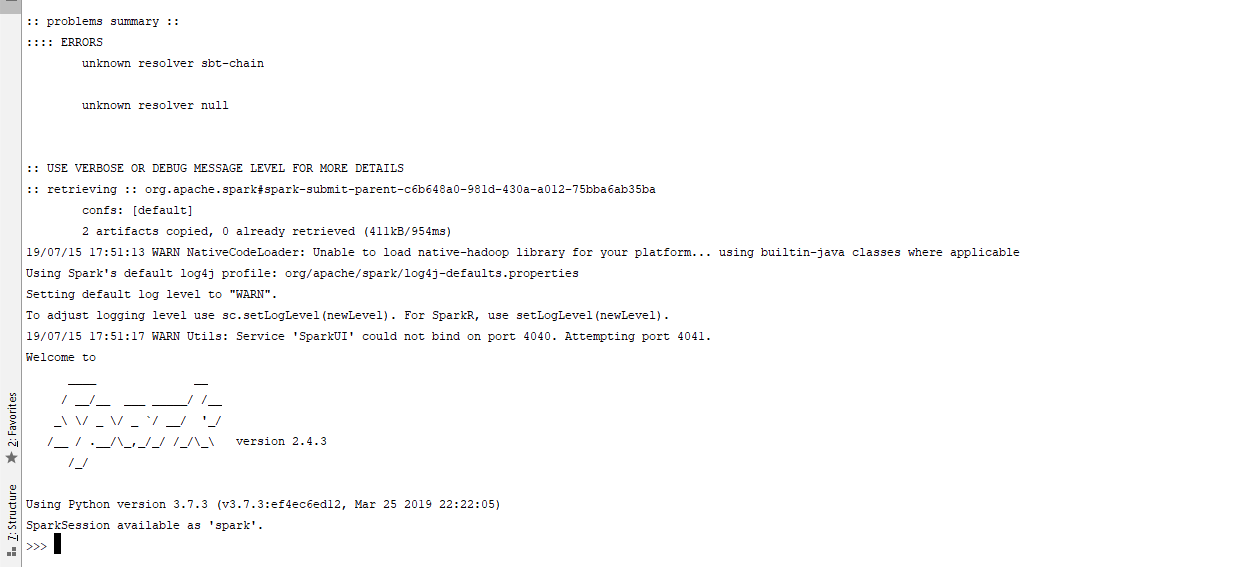 :: problems summary ::
:::: ERRORS
unknown resolver sbt-chain
unknown resolver null
:: USE VERBOSE OR DEBUG MESSAGE LEVEL FOR MORE DETAILS
:: retrieving :: org.apache.spark#spark-submit-parent-c6b648a0-981d-430a-a012-75bba6ab35ba
confs: [default]
2 artifacts copied, 0 already retrieved (411kB/954ms)
19/07/15 17:51:13 WARN NativeCodeLoader: Unable to load native-hadoop library for your platform... using builtin-java classes where applicable
Using Spark's default log4j profile: org/apache/spark/log4j-defaults.properties
Setting default log level to "WARN".
To adjust logging level use sc.setLogLevel(newLevel). For SparkR, use setLogLevel(newLevel).
19/07/15 17:51:17 WARN Utils: Service 'SparkUI' could not bind on port 4040. Attempting port 4041.
Welcome to
      ____              __
     / __/__  ___ _____/ /__
    _\ \/ _ \/ _ `/ __/  '_/
   /__ / .__/\_,_/_/ /_/\_\   version 2.4.3
      /_/
Using Python version 3.7.3 (v3.7.3:ef4ec6ed12, Mar 25 2019 22:22:05)
SparkSession available as 'spark'.
>>>
2: Favorites
7: Structure